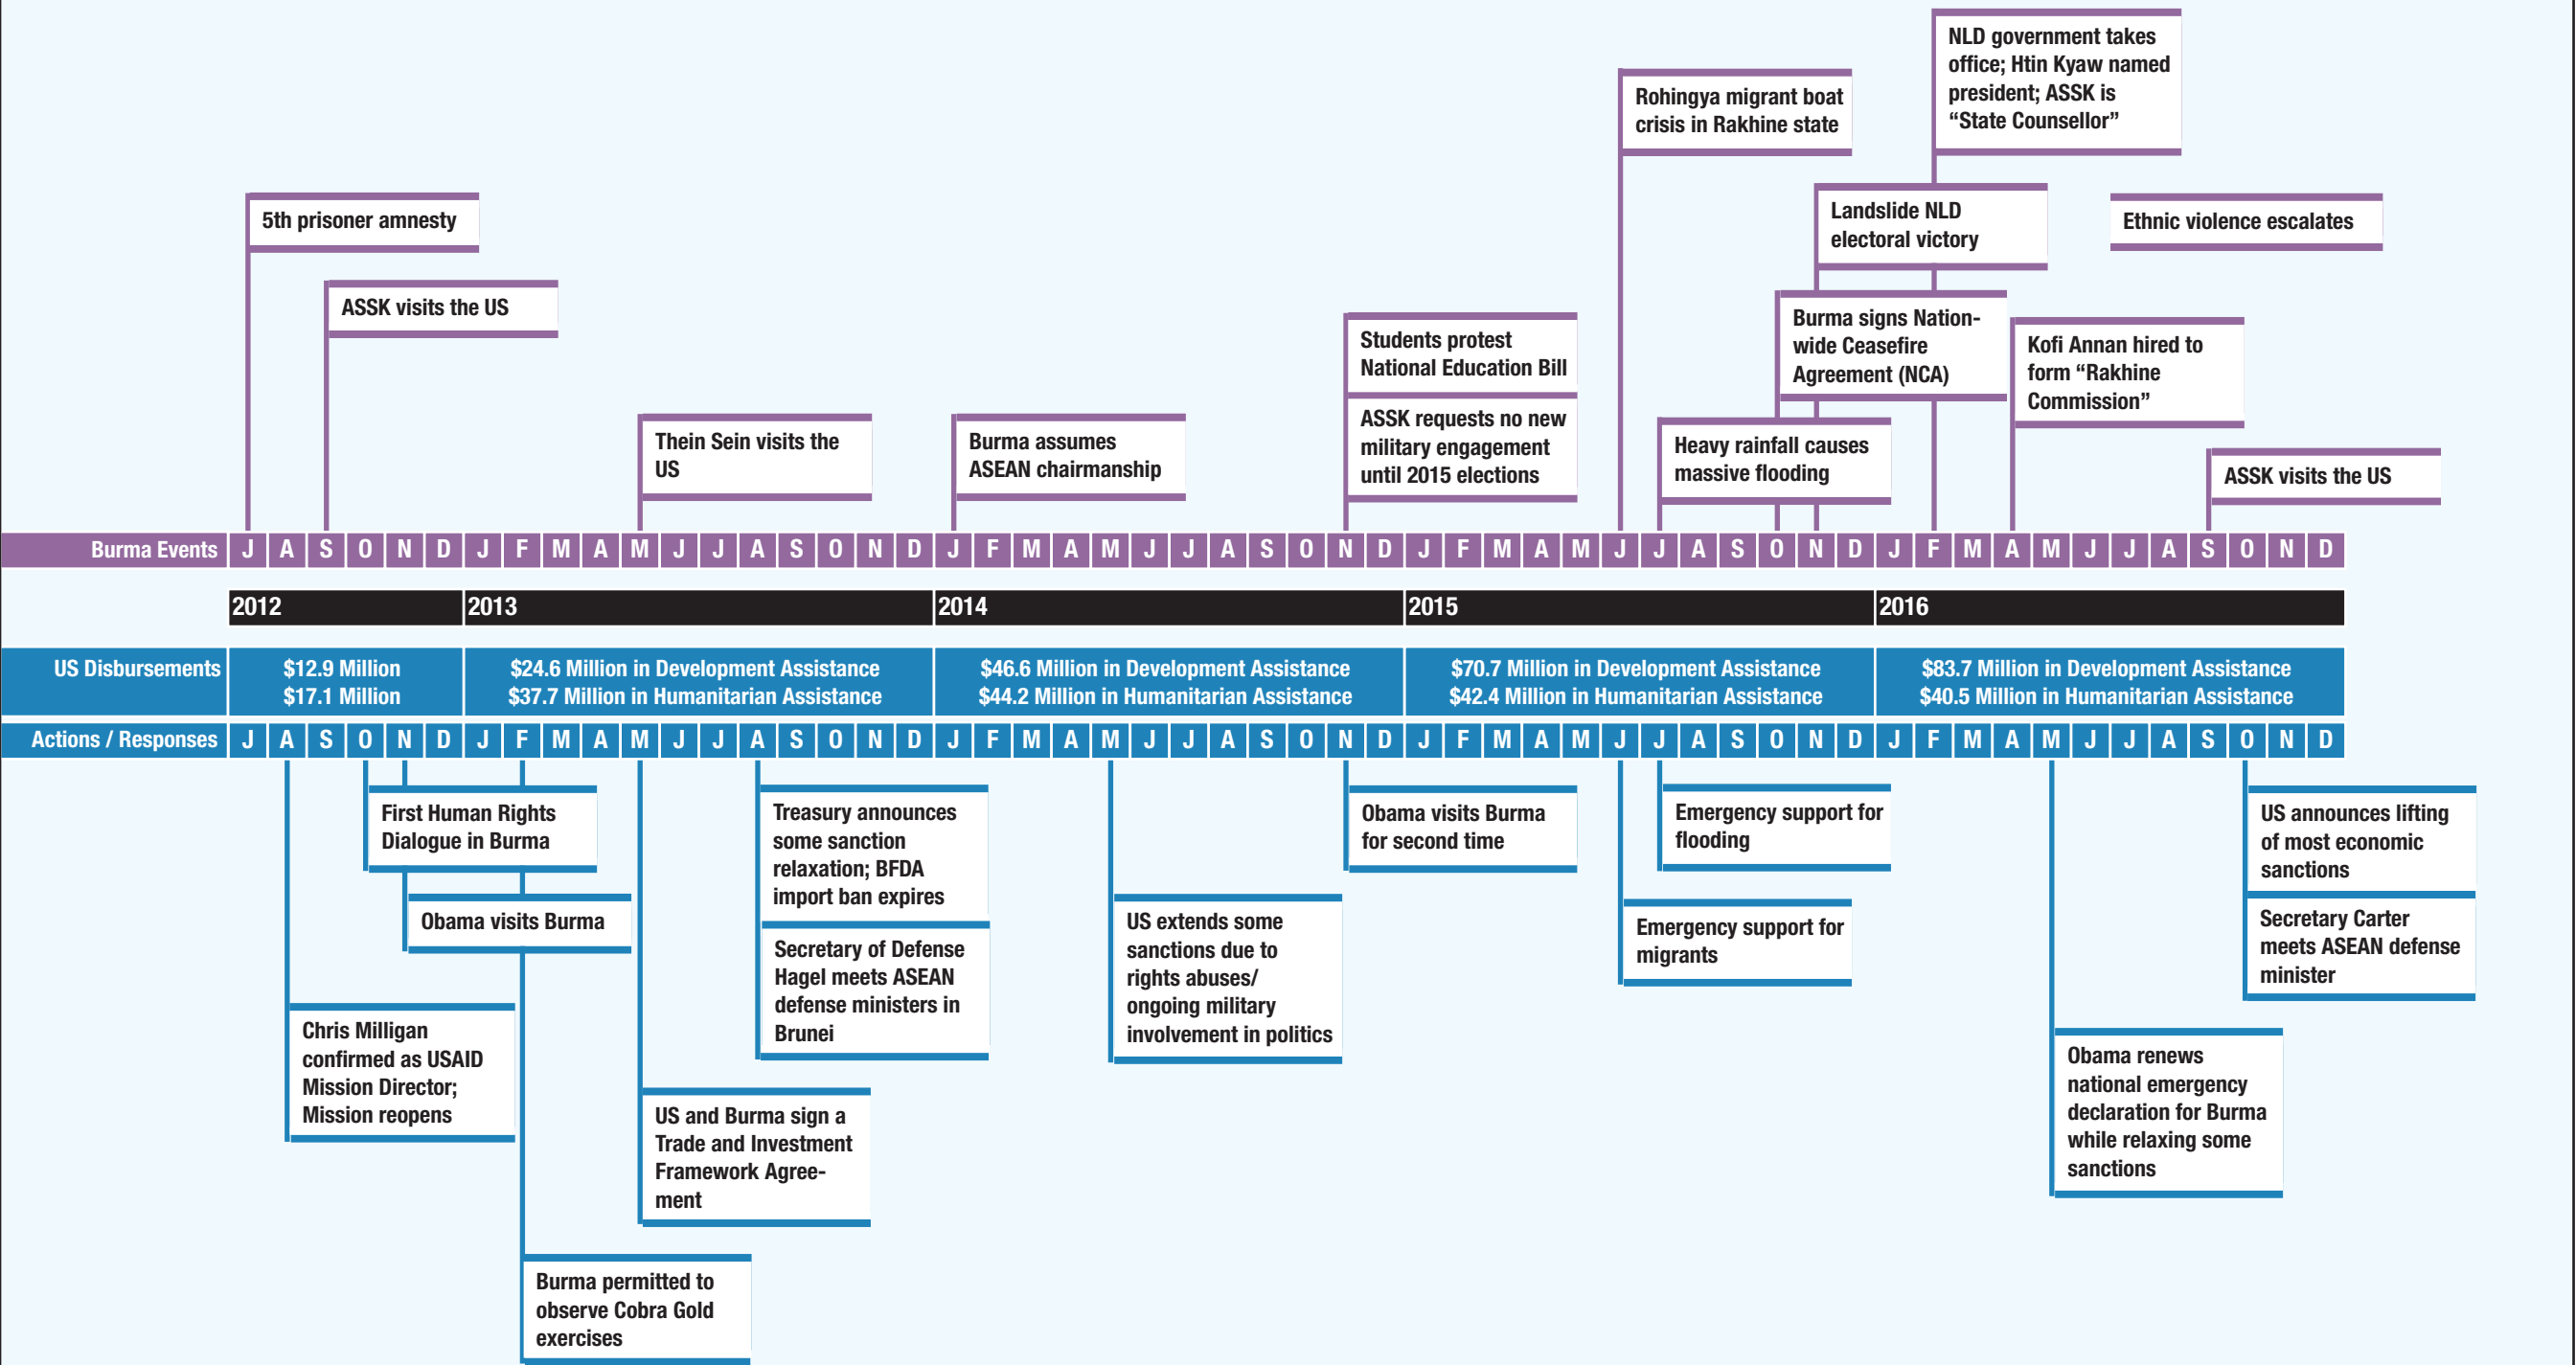 NLD government takes
office; Htin Kyaw named
president; ASSK is
“State Counsellor”
Rohingya migrant boat
crisis in Rakhine state
5th prisoner amnesty
Landslide NLD
electoral victory
Ethnic violence escalates
ASSK visits the US
Students protest
National Education Bill
Burma signs Nation-
wide Ceasefire
Agreement (NCA)
Kofi Annan hired to
form “Rakhine
Commission”
Thein Sein visits the
US
Burma assumes
ASEAN chairmanship
ASSK requests no new
military engagement
until 2015 elections
Heavy rainfall causes
massive flooding
ASSK visits the US
Burma Events J A S O N D J F M A M J J A S O N D J F M A M J J A S O N D J F M A M J J A S O N D J F M A M J J A S O N D
2012 2013 2014 2015 2016
US Disbursements
$12.9 Million
$17.1 Million
$24.6 Million in Development Assistance
$37.7 Million in Humanitarian Assistance
$46.6 Million in Development Assistance
$44.2 Million in Humanitarian Assistance
$70.7 Million in Development Assistance
$42.4 Million in Humanitarian Assistance
$83.7 Million in Development Assistance
$40.5 Million in Humanitarian Assistance
Actions / Responses J A S O N D J F M A M J J A S O N D J F M A M J J A S O N D J F M A M J J A S O N D J F M A M J J A S O N D
First Human Rights
Dialogue in Burma
Obama visits Burma
Chris Milligan
confirmed as USAID
Mission Director;
Mission reopens
Treasury announces
some sanction
relaxation; BFDA
import ban expires
Secretary of Defense
Hagel meets ASEAN
defense ministers in
Brunei
US and Burma sign a
Trade and Investment
Framework Agree-
ment
Burma permitted to
observe Cobra Gold
exercises
US extends some
sanctions due to
rights abuses/
ongoing military
involvement in politics
Obama visits Burma
for second time
Emergency support for
flooding
Emergency support for
migrants
US announces lifting
of most economic
sanctions
Secretary Carter
meets ASEAN defense
minister
Obama renews
national emergency
declaration for Burma
while relaxing some
sanctions